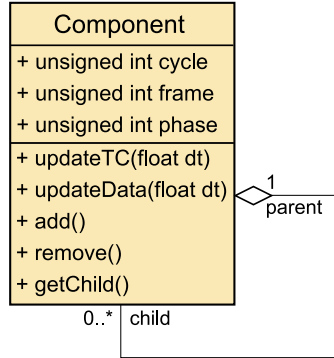 Component
+ unsigned int cycle
+ unsigned int frame
+ unsigned int phase
+ updateTC(float dt)
+ updateData(float dt)
+ add()
+ remove()
+ getChild()
1
parent
0..* child